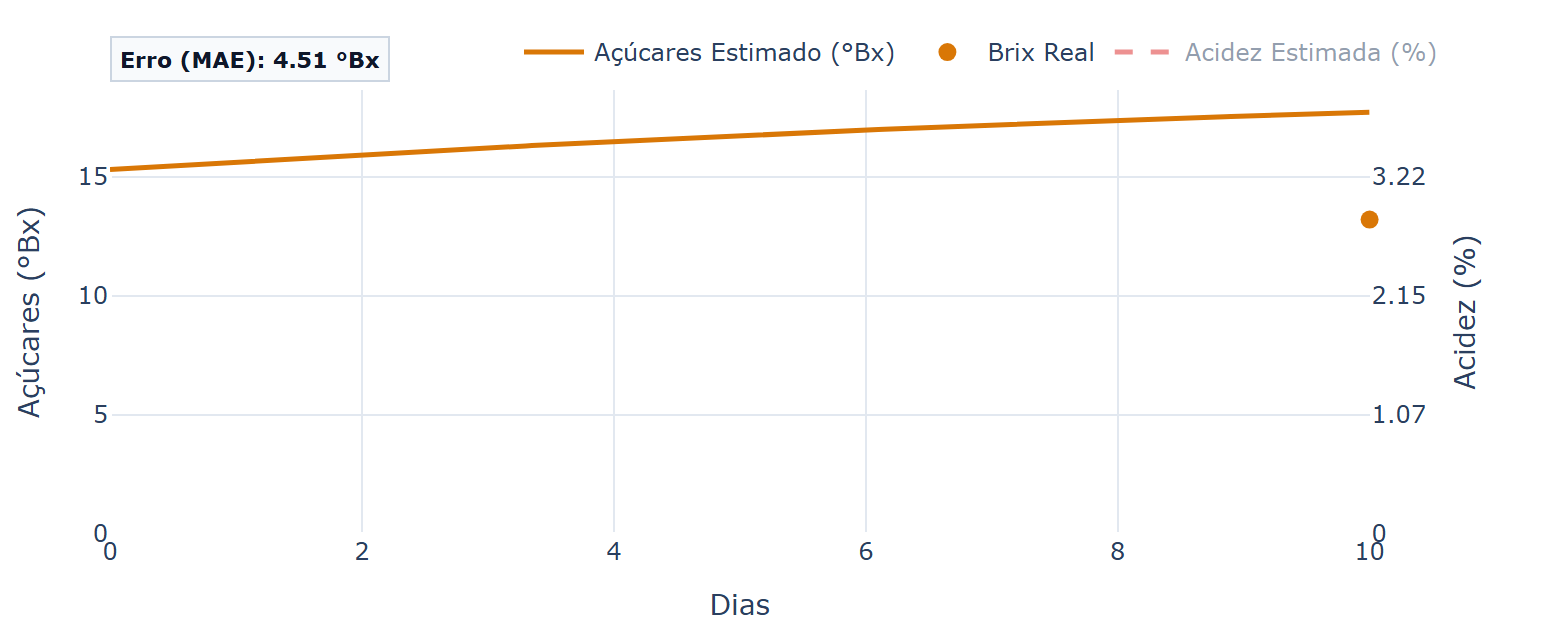 Erro (MAE): 4.51 ºBx
Açúcares Estimado (°Bx)
Brix Real
Acidez Estimada (%)
15
10
5
0
3.22
2.15
1.07
0
0
2
4
6
8
10
Açúcares (°Bx)
Acidez (%)
Dias